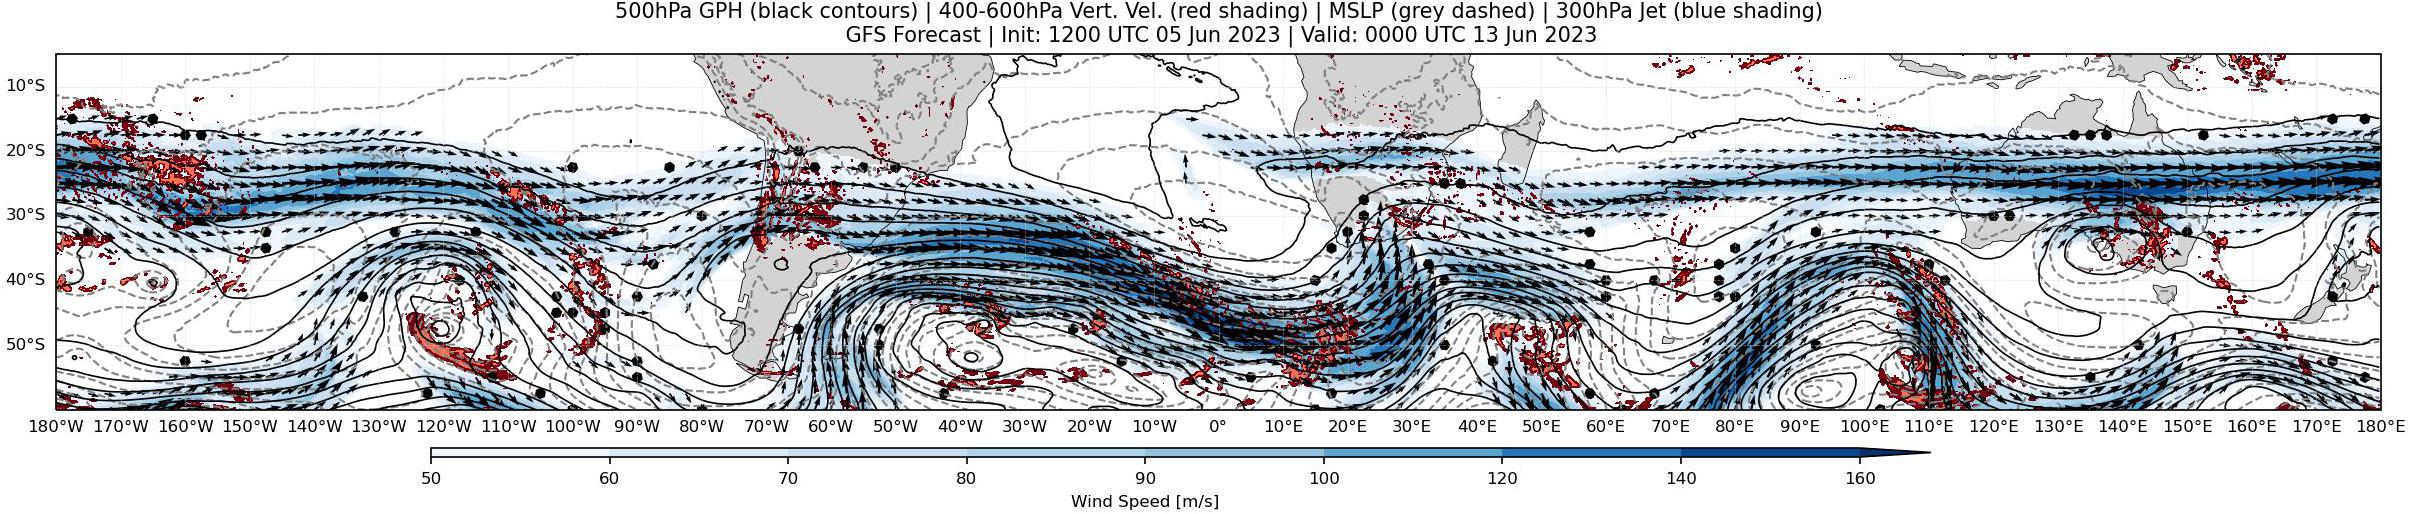 500hPa GPH (black contours) | 400-600hPa Vert. Vel. (red shading) | MSLP (grey dashed) | 300hPa Jet (blue shading)
GFS Forecast | Init: 1200 UTC 05 Jun 2023 | Valid: 0000 UTC 13 Jun 2023
10°S
20°S
30°S
40°S
50°S
180°W 170°W 160°W 150°W 140°W 130°W 120°W 110°W 100°W 90°W 80°W 70°W 60°W 50°W 40°W 30°W 20°W 10°W 0° 10°E 20°E 30°E 40°E 50°E 60°E 70°E 80°E 90°E 100°E 110°E 120°E 130°E 140°E 150°E 160°E 170°E 180°E
50 60 70 80 90 100 120 140 160
Wind Speed [m/s]